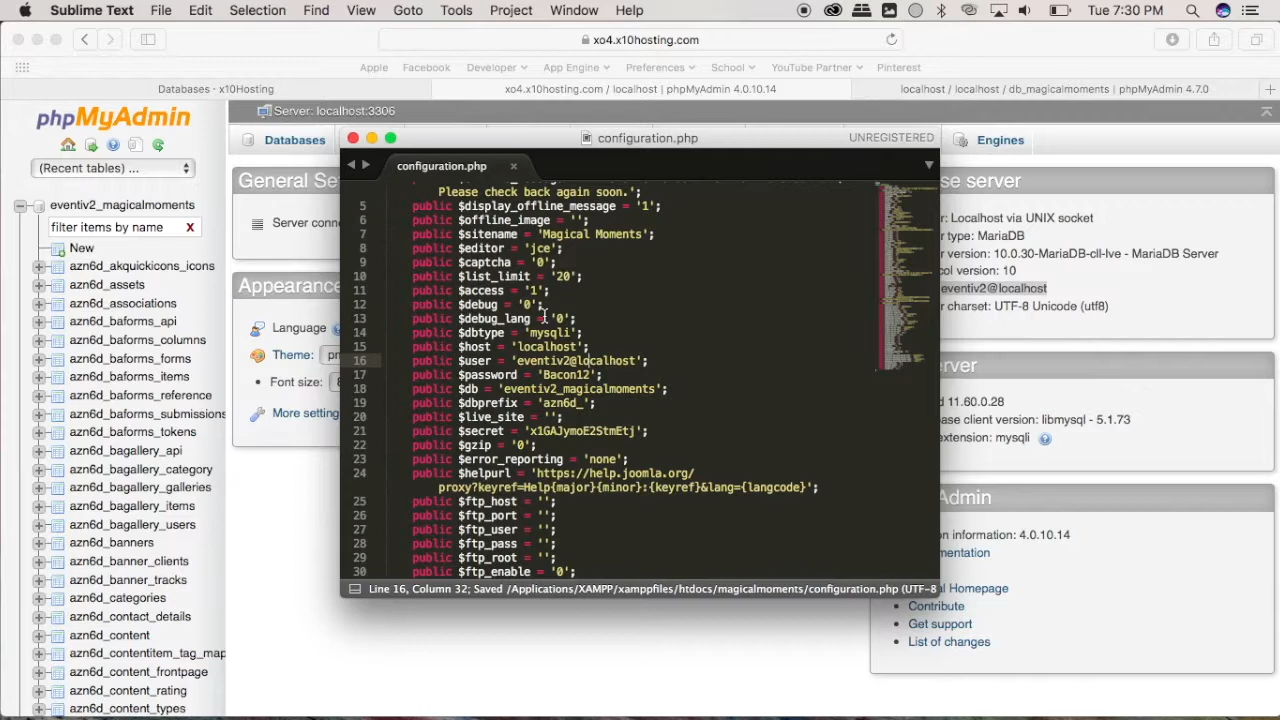 Sublime Text File Edit Selection Find View Goto Tools Project Window Help Tue 7:30 PM
xo4.x10hosting.com
Apple Facebook Developer App Engine Preferences School YouTube Partner Pinterest
Databases - x10Hosting xo4.x10hosting.com / localhost | phpMyAdmin 4.0.10.14 localhost / localhost / db_magicalmoments | phpMyAdmin 4.7.0
phpMyAdmin
(Recent tables) ...
eventiv2_magicalmoments
filter items by name X
New
azn6d_akquickicons_icons
azn6d_assets
azn6d_associations
azn6d_baforms_api
azn6d_baforms_columns
azn6d_baforms_forms
azn6d_baforms_items
azn6d_baforms_reference
azn6d_baforms_submissions
azn6d_baforms_tokens
azn6d_bagallery_api
azn6d_bagallery_category
azn6d_bagallery_galleries
azn6d_bagallery_items
azn6d_bagallery_users
azn6d_banners
azn6d_banner_clients
azn6d_banner_tracks
azn6d_categories
azn6d_contact_details
azn6d_content
azn6d_contentitem_tag_map
azn6d_content_frontpage
azn6d_content_rating
azn6d_content_types
Server: localhost:3306
Databases
Engines
General Se
Server conn
Appearance
Language
Theme: pm
Font size: 8
More setting
configuration.php UNREGISTERED
configuration.php
Please check back again soon.';
5 public $display_offline_message = '1';
6 public $offline_image = '';
7 public $sitename = 'Magical Moments';
8 public $editor = 'jce';
9 public $captcha = '0';
10 public $list_limit = '20';
11 public $access = '1';
12 public $debug = '0';
13 public $debug_lang = '0';
14 public $dbtype = 'mysqli';
15 public $host = 'localhost';
16 public $user = 'eventiv2@localhost';
17 public $password = 'Bacon12';
18 public $db = 'eventiv2_magicalmoments';
19 public $dbprefix = 'azn6d_';
20 public $live_site = '';
21 public $secret = 'x1GAJymoE2StmEtj';
22 public $gzip = '0';
23 public $error_reporting = 'none';
24 public $helpurl = 'https://help.joomla.org/
proxy?keyref=Help{major}{minor}:{keyref}&lang={langcode}';
25 public $ftp_host = '';
26 public $ftp_port = '';
27 public $ftp_user = '';
28 public $ftp_pass = '';
29 public $ftp_root = '';
30 public $ftp_enable = '0';
Line 16, Column 32; Saved /Applications/XAMPP/xamppfiles/htdocs/magicalmoments/configuration.php (UTF-8
se server
er: Localhost via UNIX socket
er type: MariaDB
er version: 10.0.30-MariaDB-cll-lve - MariaDB Server
col version: 10
eventiv2@localhost
er charset: UTF-8 Unicode (utf8)
erver
d 11.60.0.28
ase client version: libmysql - 5.1.73
extension: mysqli
Admin
on information: 4.0.10.14
mentation
al Homepage
Contribute
Get support
List of changes